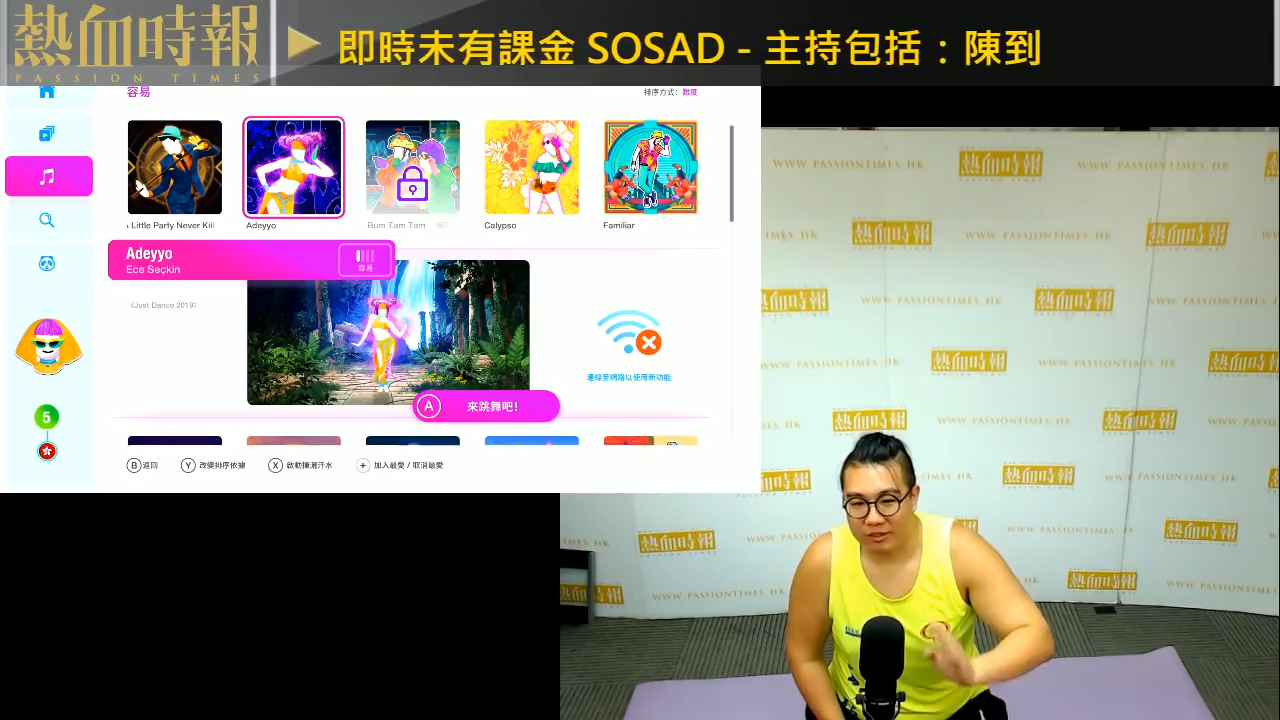 熱血時報
PASSION TIMES
即時未有課金 SOSAD - 主持包括：陳到
容易
排序方式： 難度
A Little Party Never Kill
Adeyyo
Bum Tam Tam
Calypso
Familiar
Adeyyo
Ece Seçkin
容易
《Just Dance 2019》
連線至網路以使用新功能
A 來跳舞吧!
5
B 返回
Y 改變排序依據
X 啟動揮灑汗水
+ 加入最愛 / 取消最愛
WWW.PASSIONTIMES.HK
熱血時報
PASSION TIMES